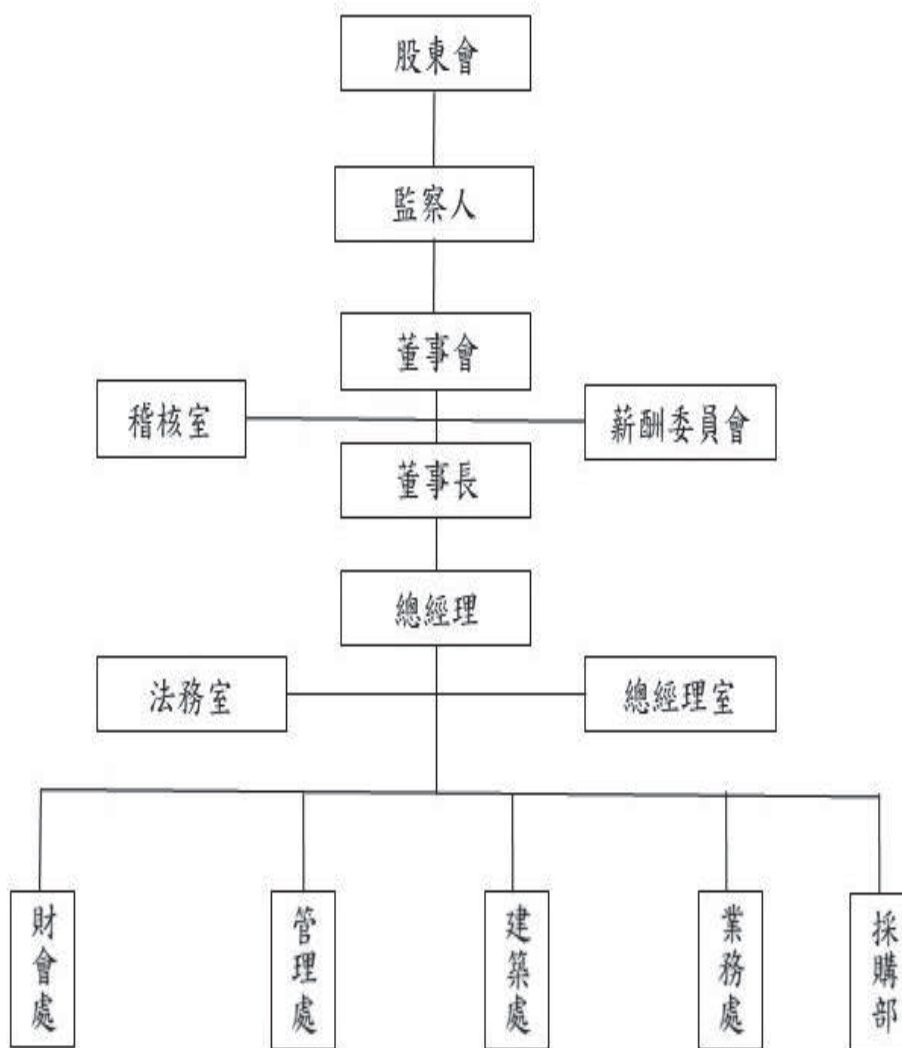 股東會
監察人
董事會
稽核室
薪酬委員會
董事長
總經理
法務室
總經理室
財會處
管理處
建築處
業務處
採購部